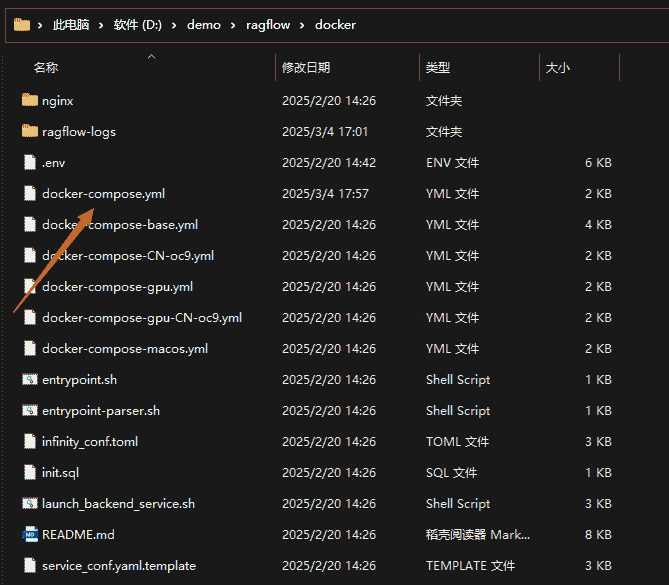 此电脑 › 软件 (D:) › demo › ragflow › docker
名称 修改日期 类型 大小
nginx 2025/2/20 14:26 文件夹
ragflow-logs 2025/3/4 17:01 文件夹
.env 2025/2/20 14:42 ENV 文件 6 KB
docker-compose.yml 2025/3/4 17:57 YML 文件 2 KB
docker-compose-base.yml 2025/2/20 14:26 YML 文件 4 KB
docker-compose-CN-oc9.yml 2025/2/20 14:26 YML 文件 2 KB
docker-compose-gpu.yml 2025/2/20 14:26 YML 文件 2 KB
docker-compose-gpu-CN-oc9.yml 2025/2/20 14:26 YML 文件 2 KB
docker-compose-macos.yml 2025/2/20 14:26 YML 文件 2 KB
entrypoint.sh 2025/2/20 14:26 Shell Script 1 KB
entrypoint-parser.sh 2025/2/20 14:26 Shell Script 1 KB
infinity_conf.toml 2025/2/20 14:26 TOML 文件 3 KB
init.sql 2025/2/20 14:26 SQL 文件 1 KB
launch_backend_service.sh 2025/2/20 14:26 Shell Script 3 KB
README.md 2025/2/20 14:26 稻壳阅读器 Mark... 8 KB
service_conf.yaml.template 2025/2/20 14:26 TEMPLATE 文件 3 KB